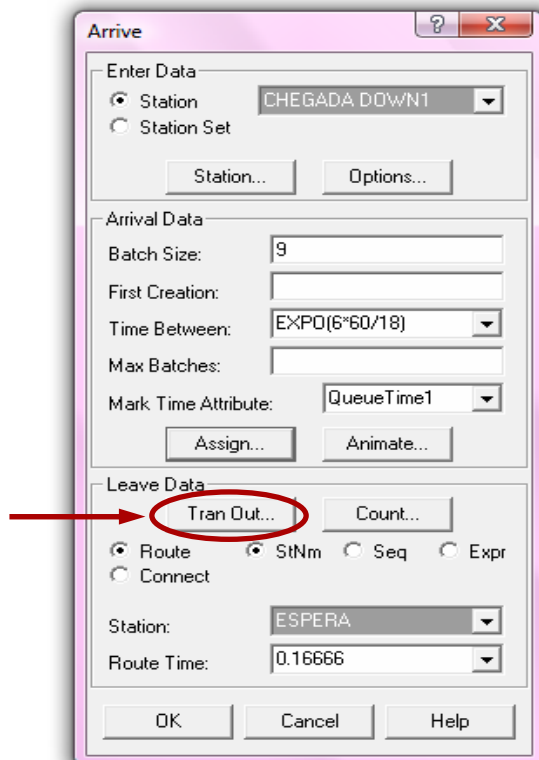 Arrive
Enter Data
Station CHEGADA DOWN1
Station Set
Station... Options...
Arrival Data
Batch Size: 9
First Creation:
Time Between: EXPO(6*60/18)
Max Batches:
Mark Time Attribute: QueueTime1
Assign... Animate...
Leave Data
Tran Out... Count...
Route StNm Seq Expr
Connect
Station: ESPERA
Route Time: 0.16666
OK Cancel Help